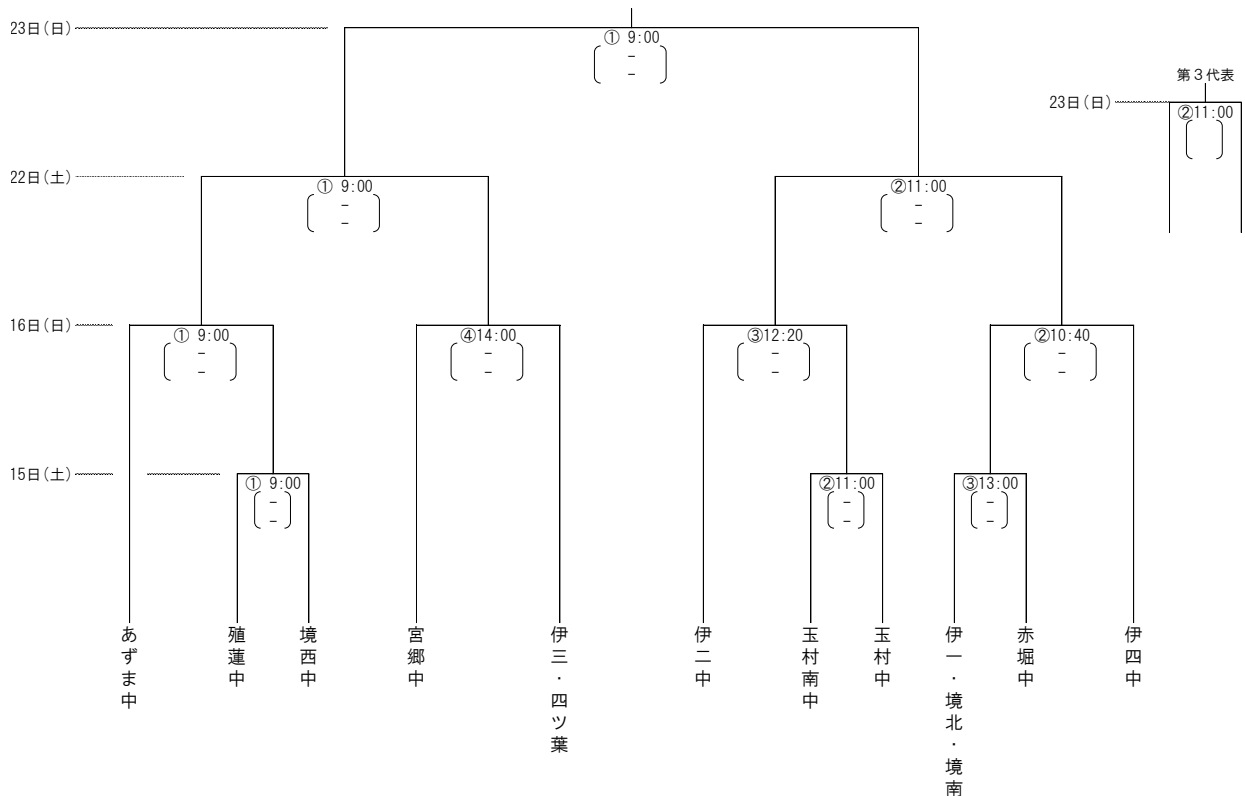 23日(日)
① 9:00
-
-
第3代表
23日(日)
②11:00
22日(土)
① 9:00
-
-
②11:00
-
-
16日(日)
① 9:00
-
-
④14:00
-
-
③12:20
-
-
②10:40
-
-
15日(土)
① 9:00
-
-
②11:00
-
-
③13:00
-
-
あずま中
殖蓮中
境西中
宮郷中
伊三・四ツ葉
伊二中
玉村南中
玉村中
伊一・境北・境南
赤堀中
伊四中